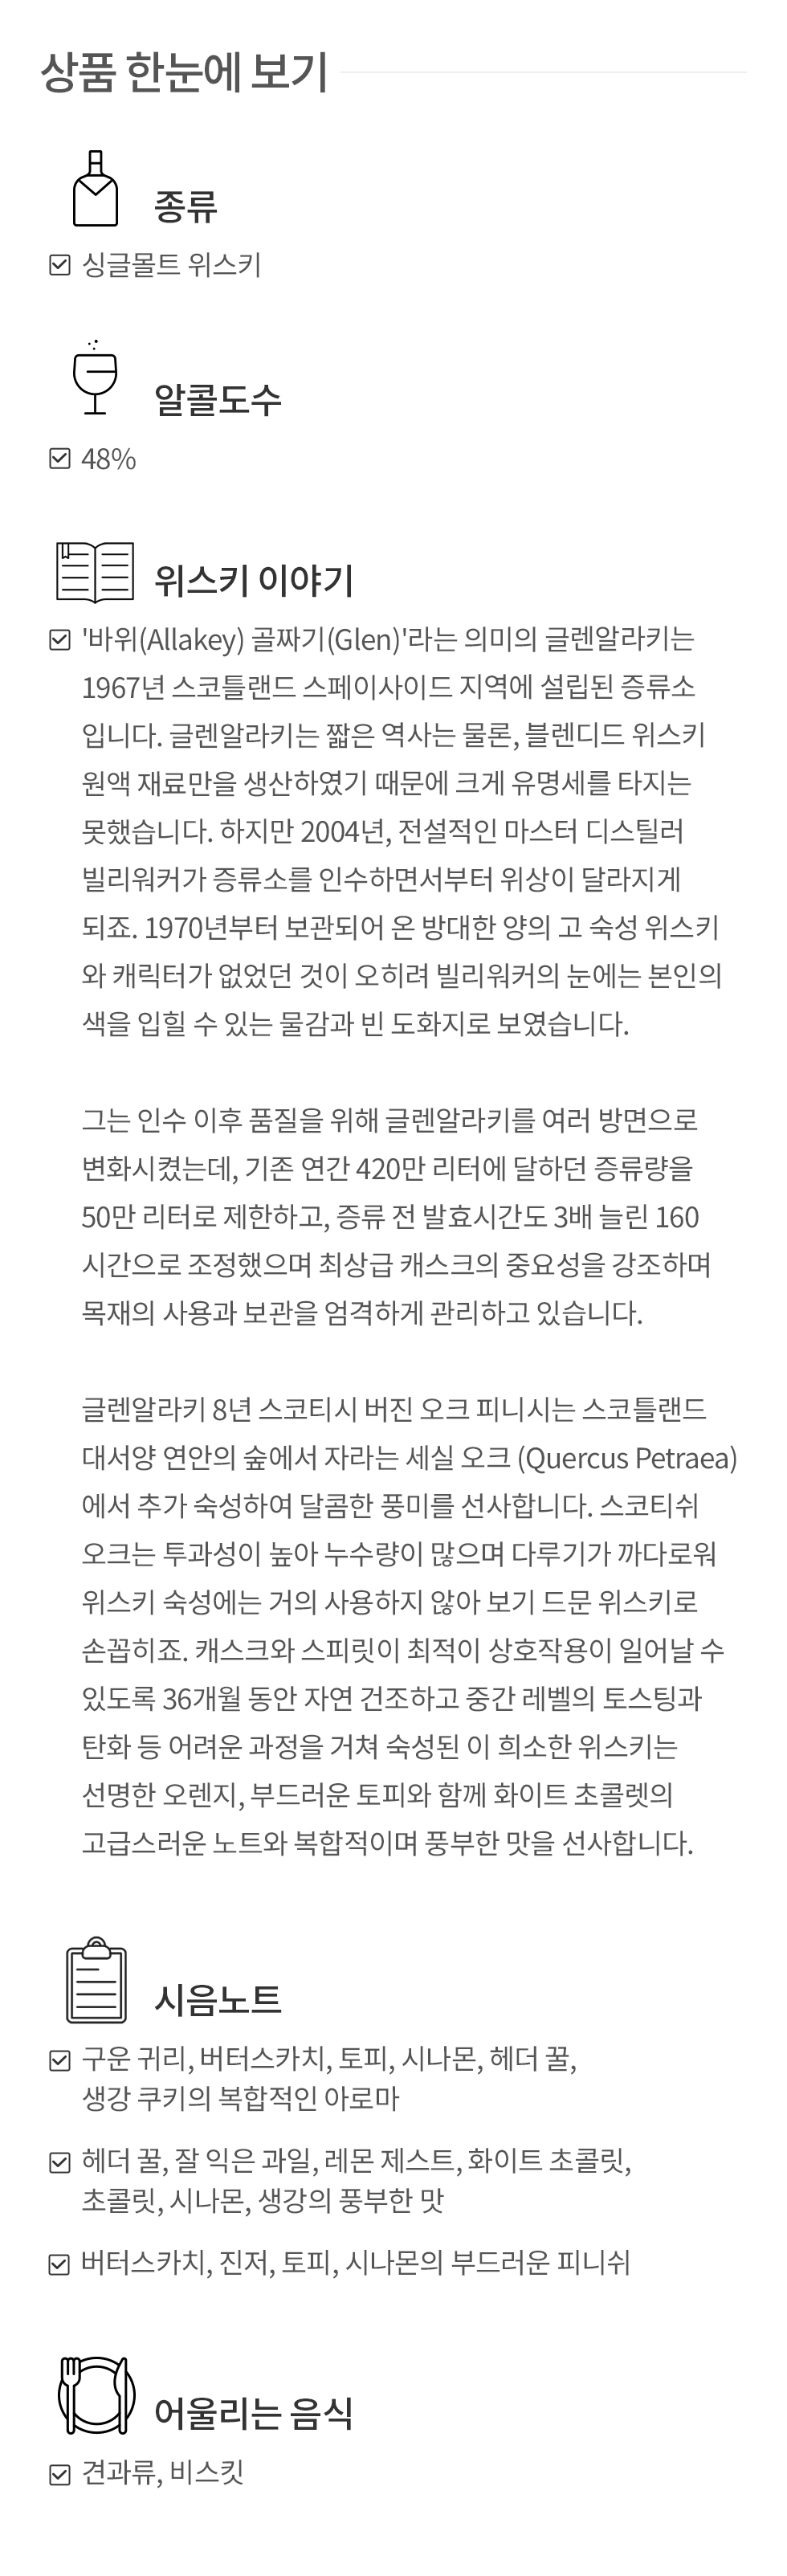 상품 한눈에 보기
종류
싱글몰트 위스키
알콜도수
48%
위스키 이야기
'바위(Allakey) 골짜기(Glen)'라는 의미의 글렌알라키는
1967년 스코틀랜드 스페이사이드 지역에 설립된 증류소
입니다. 글렌알라키는 짧은 역사는 물론, 블렌디드 위스키
원액 재료만을 생산하였기 때문에 크게 유명세를 타지는
못했습니다. 하지만 2004년, 전설적인 마스터 디스틸러
빌리워커가 증류소를 인수하면서부터 위상이 달라지게
되죠. 1970년부터 보관되어 온 방대한 양의 고 숙성 위스키
와 캐릭터가 없었던 것이 오히려 빌리워커의 눈에는 본인의
색을 입힐 수 있는 물감과 빈 도화지로 보였습니다.
그는 인수 이후 품질을 위해 글렌알라키를 여러 방면으로
변화시켰는데, 기존 연간 420만 리터에 달하던 증류량을
50만 리터로 제한하고, 증류 전 발효시간도 3배 늘린 160
시간으로 조정했으며 최상급 캐스크의 중요성을 강조하며
목재의 사용과 보관을 엄격하게 관리하고 있습니다.
글렌알라키 8년 스코티시 버진 오크 피니시는 스코틀랜드
대서양 연안의 숲에서 자라는 세실 오크 (Quercus Petraea)
에서 추가 숙성하여 달콤한 풍미를 선사합니다. 스코티쉬
오크는 투과성이 높아 누수량이 많으며 다루기가 까다로워
위스키 숙성에는 거의 사용하지 않아 보기 드문 위스키로
손꼽히죠. 캐스크와 스피릿이 최적이 상호작용이 일어날 수
있도록 36개월 동안 자연 건조하고 중간 레벨의 토스팅과
탄화 등 어려운 과정을 거쳐 숙성된 이 희소한 위스키는
선명한 오렌지, 부드러운 토피와 함께 화이트 초콜렛의
고급스러운 노트와 복합적이며 풍부한 맛을 선사합니다.
시음노트
구운 귀리, 버터스카치, 토피, 시나몬, 헤더 꿀,
생강 쿠키의 복합적인 아로마
헤더 꿀, 잘 익은 과일, 레몬 제스트, 화이트 초콜릿,
초콜릿, 시나몬, 생강의 풍부한 맛
버터스카치, 진저, 토피, 시나몬의 부드러운 피니쉬
어울리는 음식
견과류, 비스킷